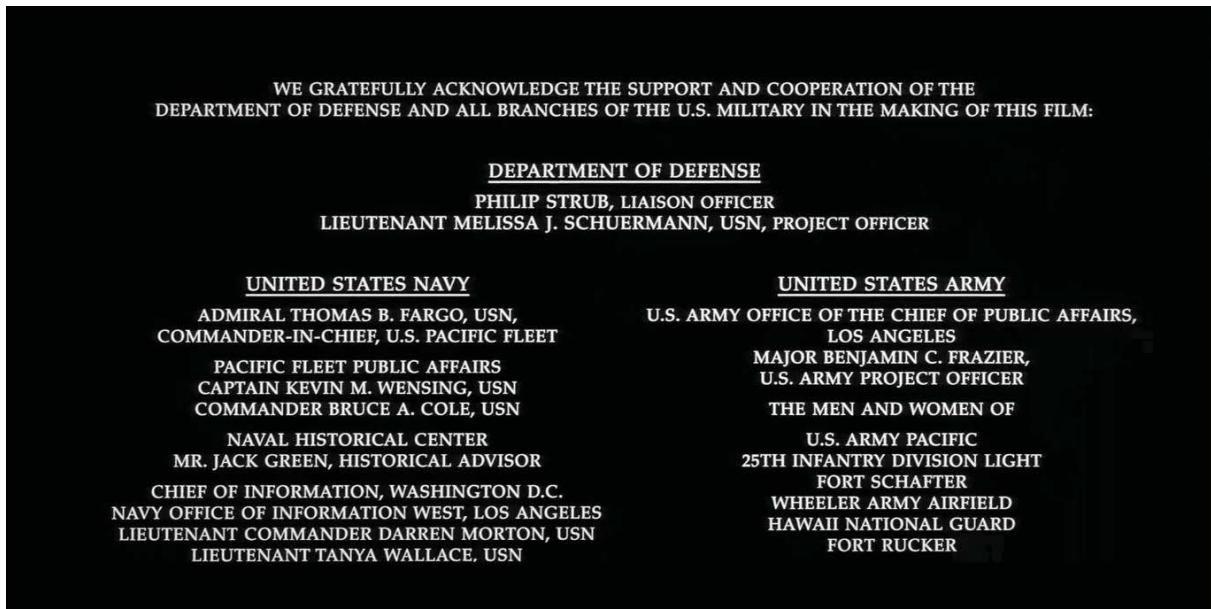 WE GRATEFULLY ACKNOWLEDGE THE SUPPORT AND COOPERATION OF THE
DEPARTMENT OF DEFENSE AND ALL BRANCHES OF THE U.S. MILITARY IN THE MAKING OF THIS FILM:
DEPARTMENT OF DEFENSE
PHILIP STRUB, LIAISON OFFICER
LIEUTENANT MELISSA J. SCHUERMANN, USN, PROJECT OFFICER
UNITED STATES NAVY
ADMIRAL THOMAS B. FARGO, USN,
COMMANDER-IN-CHIEF, U.S. PACIFIC FLEET
PACIFIC FLEET PUBLIC AFFAIRS
CAPTAIN KEVIN M. WENSING, USN
COMMANDER BRUCE A. COLE, USN
NAVAL HISTORICAL CENTER
MR. JACK GREEN, HISTORICAL ADVISOR
CHIEF OF INFORMATION, WASHINGTON D.C.
NAVY OFFICE OF INFORMATION WEST, LOS ANGELES
LIEUTENANT COMMANDER DARREN MORTON, USN
LIEUTENANT TANYA WALLACE, USN
UNITED STATES ARMY
U.S. ARMY OFFICE OF THE CHIEF OF PUBLIC AFFAIRS,
LOS ANGELES
MAJOR BENJAMIN C. FRAZIER,
U.S. ARMY PROJECT OFFICER
THE MEN AND WOMEN OF
U.S. ARMY PACIFIC
25TH INFANTRY DIVISION LIGHT
FORT SCHAFTER
WHEELER ARMY AIRFIELD
HAWAII NATIONAL GUARD
FORT RUCKER